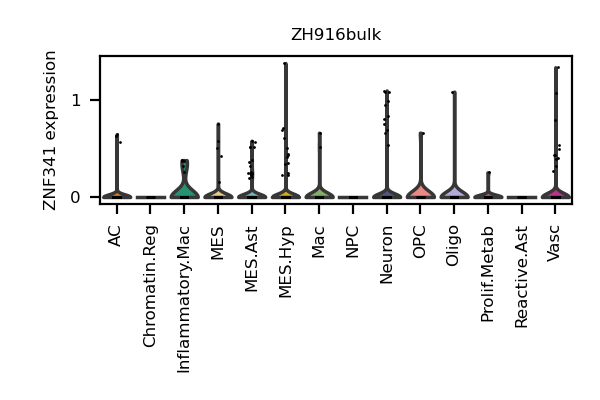 ZH916bulk
ZNF341 expression
1
0
AC
Chromatin.Reg
Inflammatory.Mac
MES
MES.Ast
MES.Hyp
Mac
NPC
Neuron
OPC
Oligo
Prolif.Metab
Reactive.Ast
Vasc